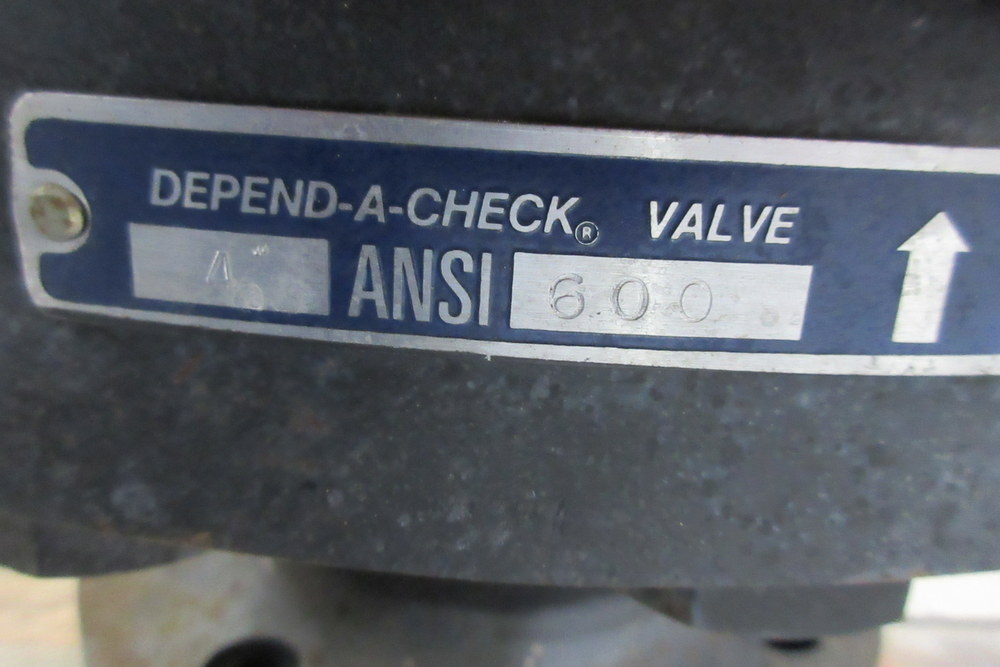 DEPEND-A-CHECK® VALVE
4" ANSI 600